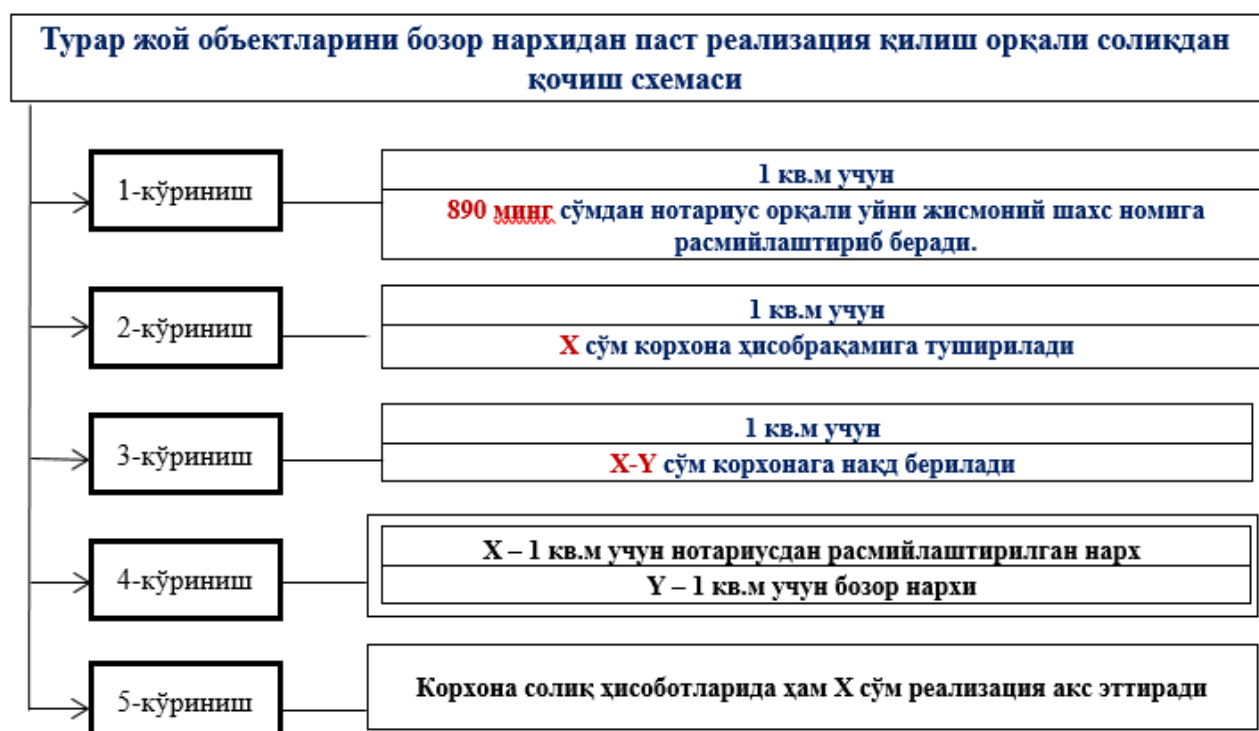 Турар жой объектларини бозор нархидан паст реализация қилиш орқали солиқдан
қочиш схемаси
1-кўриниш
1 кв.м учун
890 минг сўмдан нотариус орқали уйни жисмоний шахс номига
расмийлаштириб беради.
2-кўриниш
1 кв.м учун
X сўм корхона ҳисобрақамига туширилади
3-кўриниш
1 кв.м учун
X-Y сўм корхонага нақд берилади
4-кўриниш
X – 1 кв.м учун нотариусдан расмийлаштирилган нарх
Y – 1 кв.м учун бозор нархи
5-кўриниш
Корхона солиқ ҳисоботларида ҳам X сўм реализация акс эттиради